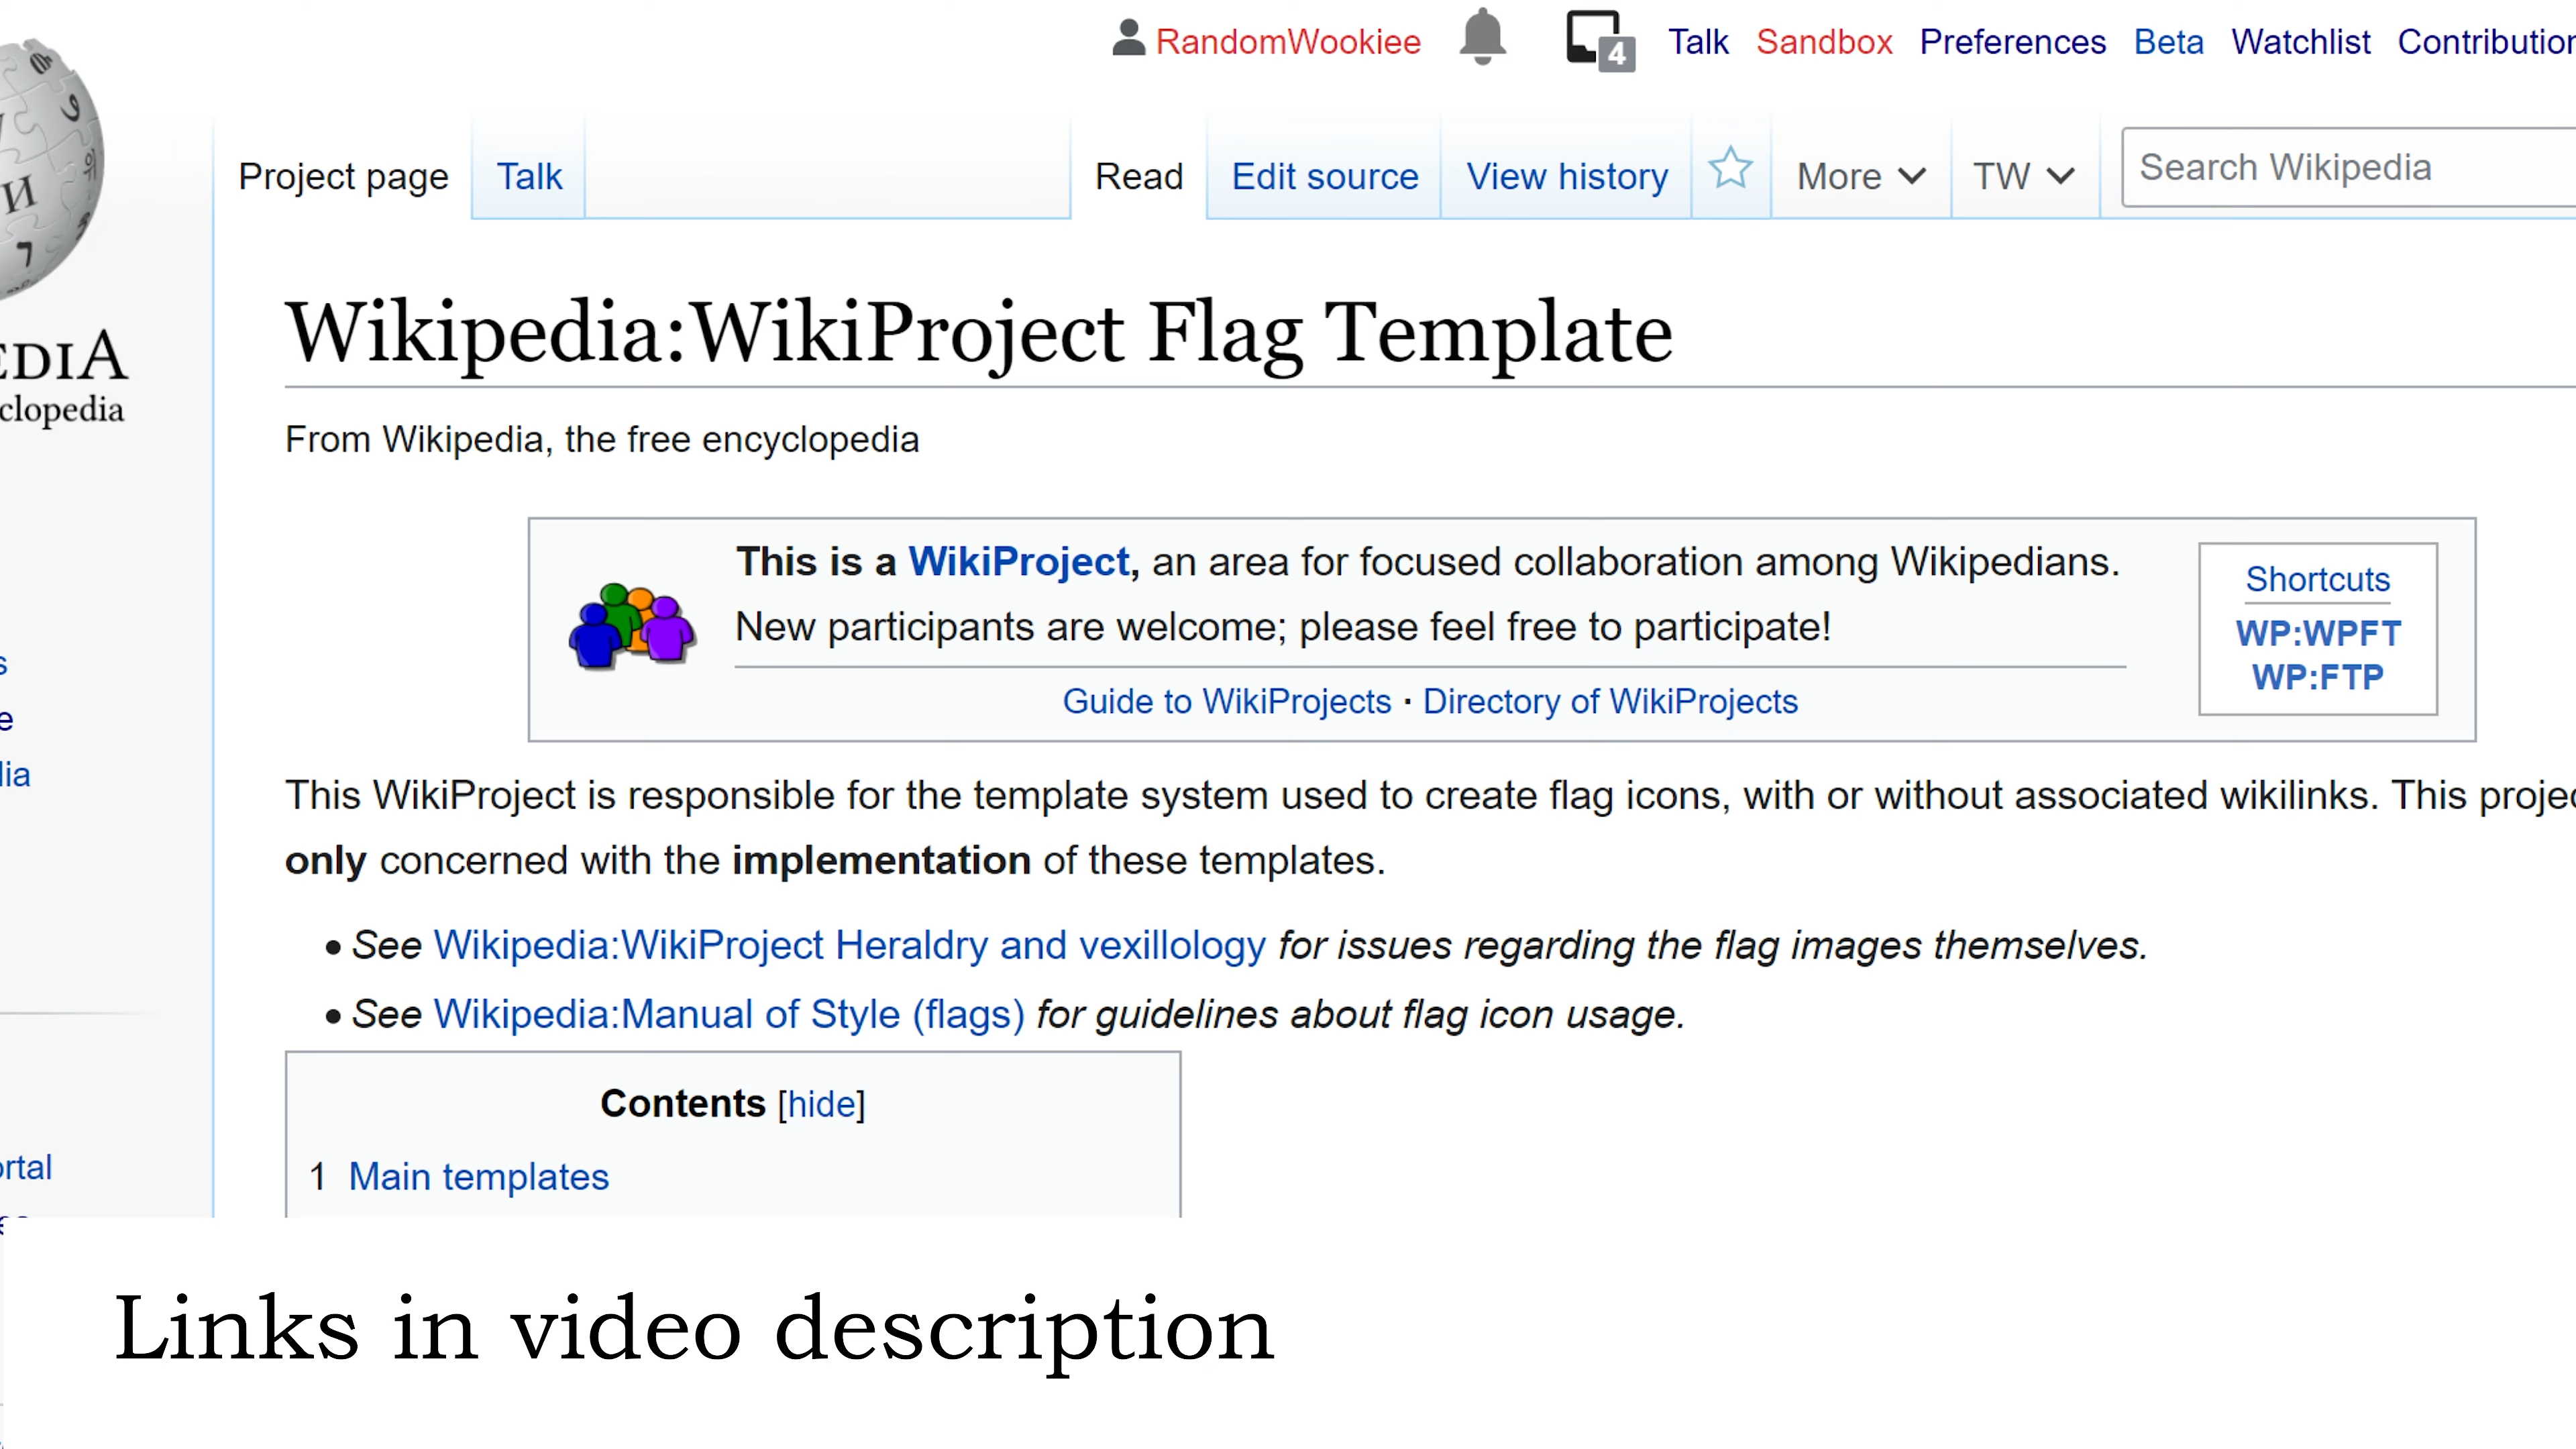 RandomWookiee 4 Talk Sandbox Preferences Beta Watchlist
Project page Talk Read Edit source View history More TW Search Wikipedia
EDIA
clopedia
Wikipedia:WikiProject Flag Template
From Wikipedia, the free encyclopedia
This is a WikiProject, an area for focused collaboration among Wikipedians.
New participants are welcome; please feel free to participate!
Guide to WikiProjects · Directory of WikiProjects
Shortcuts
WP:WPFT
WP:FTP
This WikiProject is responsible for the template system used to create flag icons, with or without associated wikilinks. This
only concerned with the implementation of these templates.
• See Wikipedia:WikiProject Heraldry and vexillology for issues regarding the flag images themselves.
• See Wikipedia:Manual of Style (flags) for guidelines about flag icon usage.
Contents [hide]
1 Main templates
Links in video description